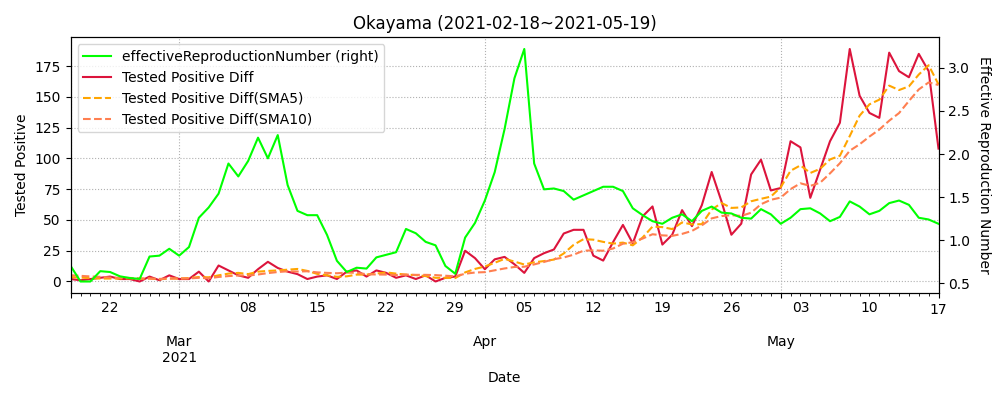 Okayama (2021-02-18~2021-05-19)
effectiveReproductionNumber (right)
Tested Positive Diff
Tested Positive Diff(SMA5)
Tested Positive Diff(SMA10)
Tested Positive
175
150
125
100
75
50
25
0
3.0
2.5
2.0
1.5
1.0
0.5
Effective Reproduction Number
22 08 15 22 29 05 12 19 26 03 10 17
Mar Apr May
2021
Date